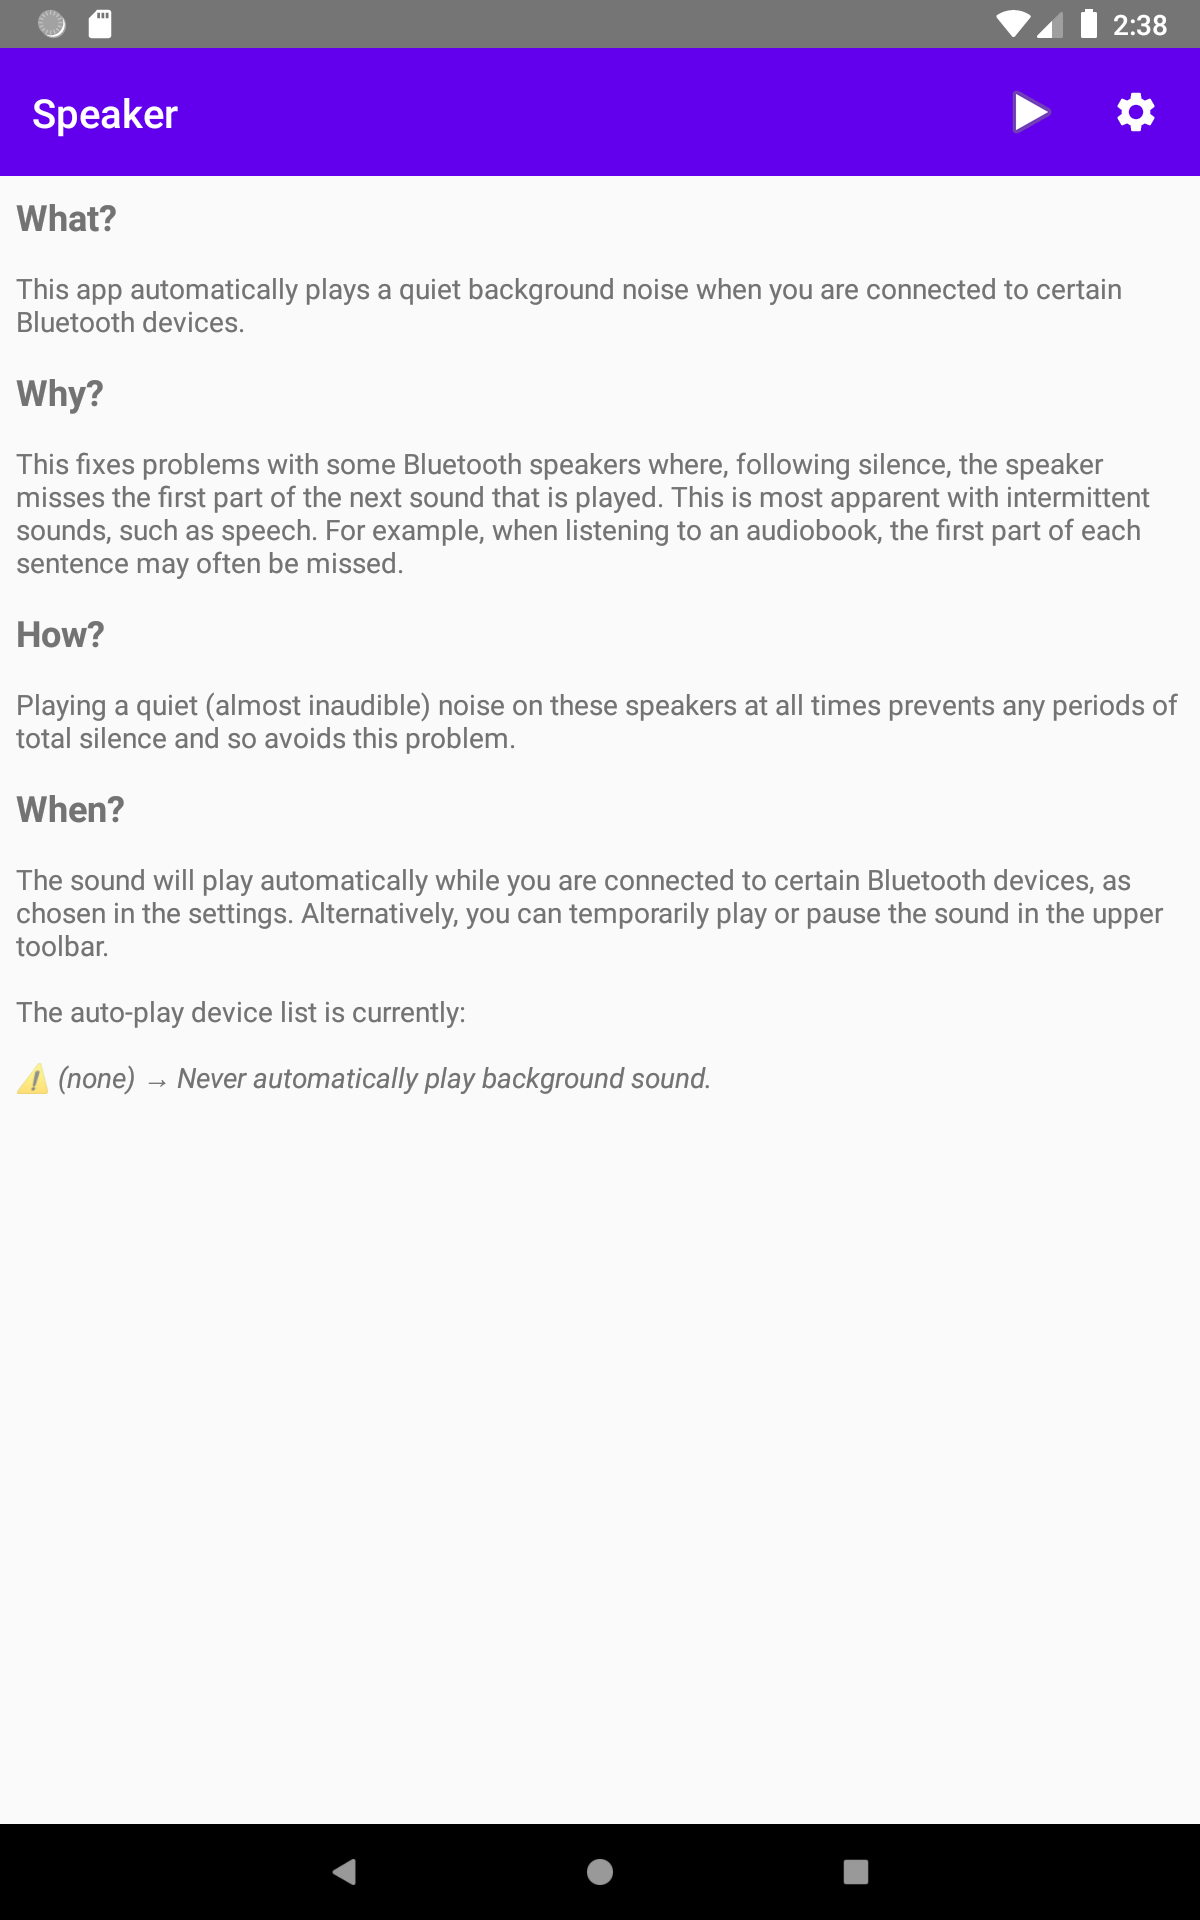 2:38
Speaker
What?
This app automatically plays a quiet background noise when you are connected to certain
Bluetooth devices.
Why?
This fixes problems with some Bluetooth speakers where, following silence, the speaker
misses the first part of the next sound that is played. This is most apparent with intermittent
sounds, such as speech. For example, when listening to an audiobook, the first part of each
sentence may often be missed.
How?
Playing a quiet (almost inaudible) noise on these speakers at all times prevents any periods of
total silence and so avoids this problem.
When?
The sound will play automatically while you are connected to certain Bluetooth devices, as
chosen in the settings. Alternatively, you can temporarily play or pause the sound in the upper
toolbar.
The auto-play device list is currently:
⚠️ (none) → Never automatically play background sound.